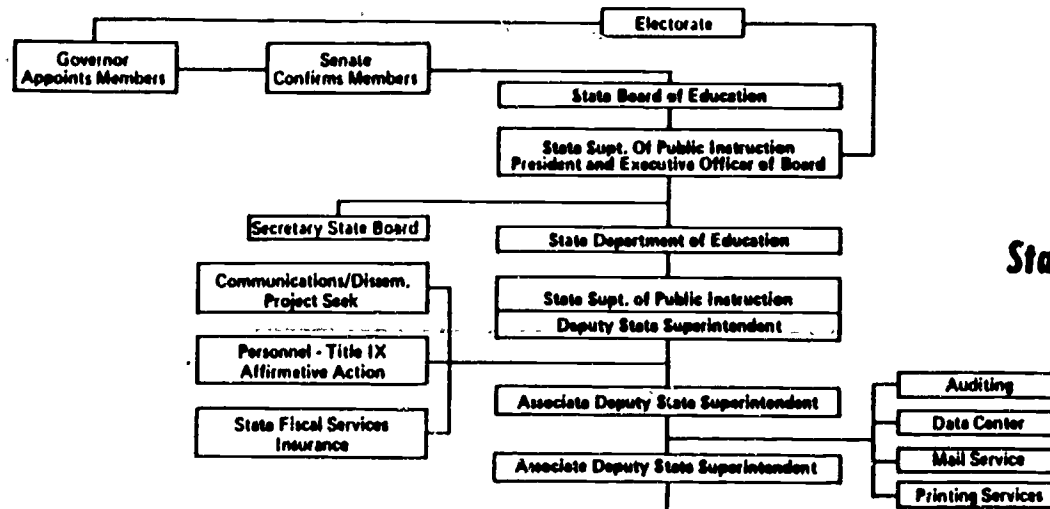 Electorate
Governor
Appoints Members
Senate
Confirms Members
State Board of Education
State Supt. Of Public Instruction
President and Executive Officer of Board
Secretary State Board
State Department of Education
Communications/Dissem.
Project Seek
State Supt. of Public Instruction
Deputy State Superintendent
Personnel - Title IX
Affirmative Action
Associate Deputy State Superintendent
State Fiscal Services
Insurance
Associate Deputy State Superintendent
Auditing
Data Center
Mail Service
Printing Services
Sta